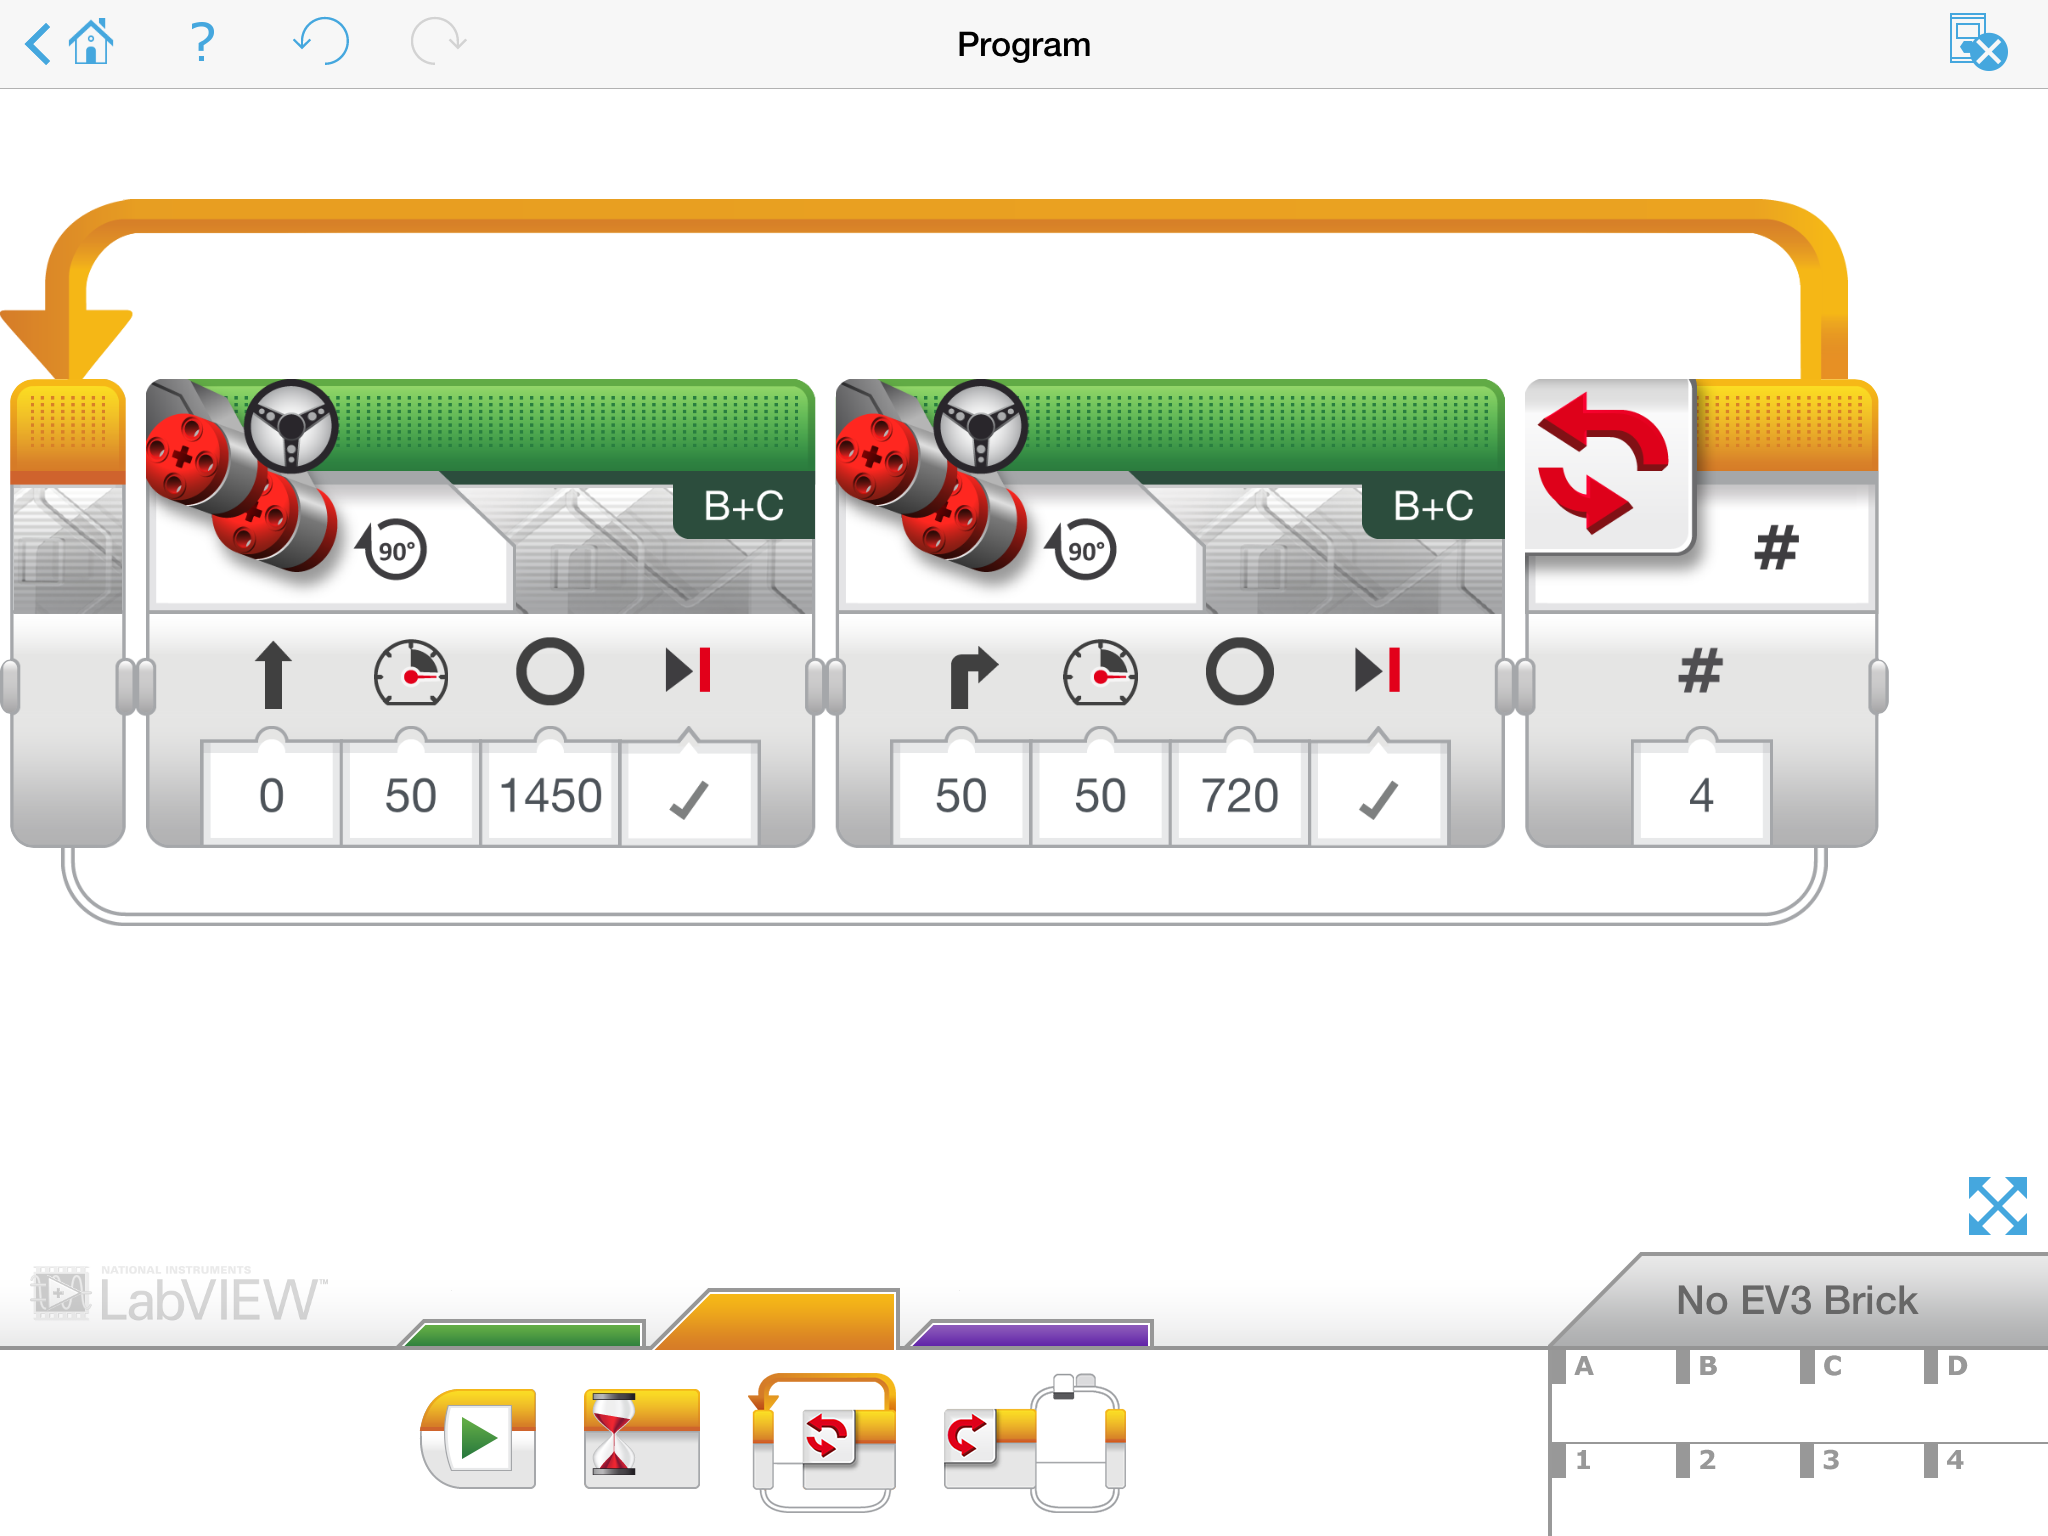 ?
Program
B+C
B+C
90°
90°
#
#
0 50 1450
50 50 720
4
NATIONAL INSTRUMENTS
LabVIEW™
No EV3 Brick
A B C D
1 2 3 4